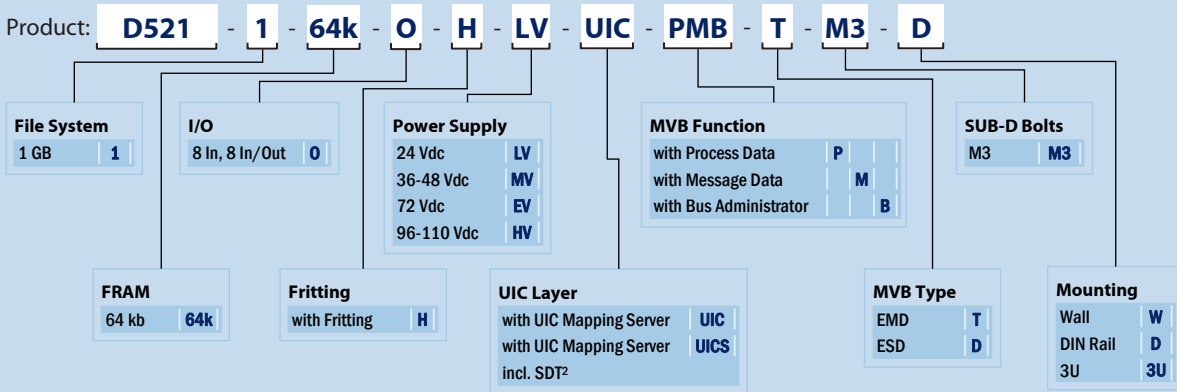 Product: D521 - 1 - 64k - O - H - LV - UIC - PMB - T - M3 - D
File System
1 GB 1
I/O
8 In, 8 In/Out O
Power Supply
24 Vdc LV
36-48 Vdc MV
72 Vdc EV
96-110 Vdc HV
MVB Function
with Process Data P
with Message Data M
with Bus Administrator B
SUB-D Bolts
M3 M3
FRAM
64 kb 64k
Fritting
with Fritting H
UIC Layer
with UIC Mapping Server UIC
with UIC Mapping Server UICS
incl. SDT²
MVB Type
EMD T
ESD D
Mounting
Wall W
DIN Rail D
3U 3U